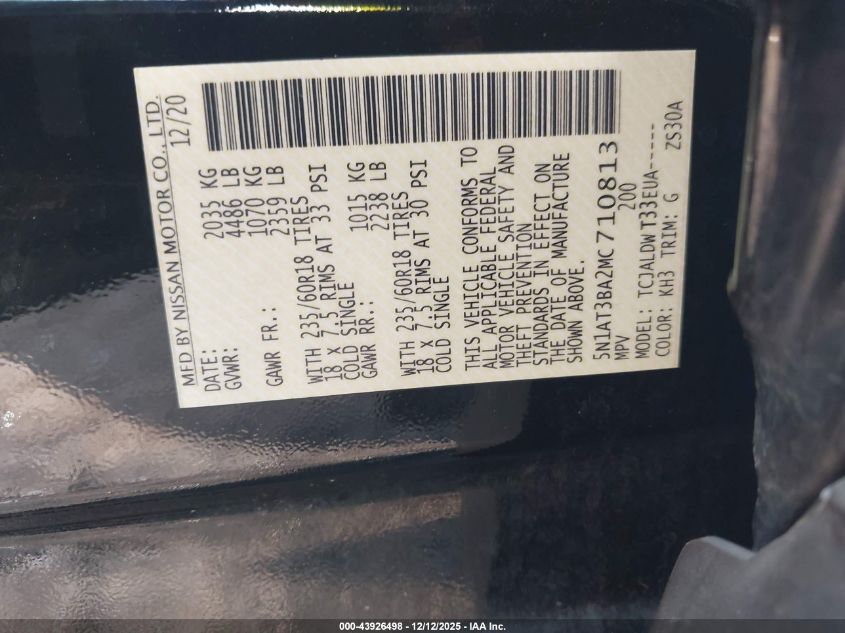 MFD BY NISSAN MOTOR CO., LTD.
DATE: 12/20
GVWR: 2035 KG
4486 LB
GAWR FR.: 1070 KG
2359 LB
WITH 235/60R18 TIRES
18 X 7.5 RIMS AT 33 PSI
COLD SINGLE
GAWR RR.: 1015 KG
2238 LB
WITH 235/60R18 TIRES
18 X 7.5 RIMS AT 30 PSI
COLD SINGLE
THIS VEHICLE CONFORMS TO
ALL APPLICABLE FEDERAL
MOTOR VEHICLE SAFETY AND
THEFT PREVENTION
STANDARDS IN EFFECT ON
THE DATE OF MANUFACTURE
SHOWN ABOVE.
5N1AT3BA2MC710813
MPV 200
MODEL: TC1ALDWT33EUA-----
COLOR: KH3 TRIM: G ZS30A
000-43926498 - 12/12/2025 - IAA Inc.